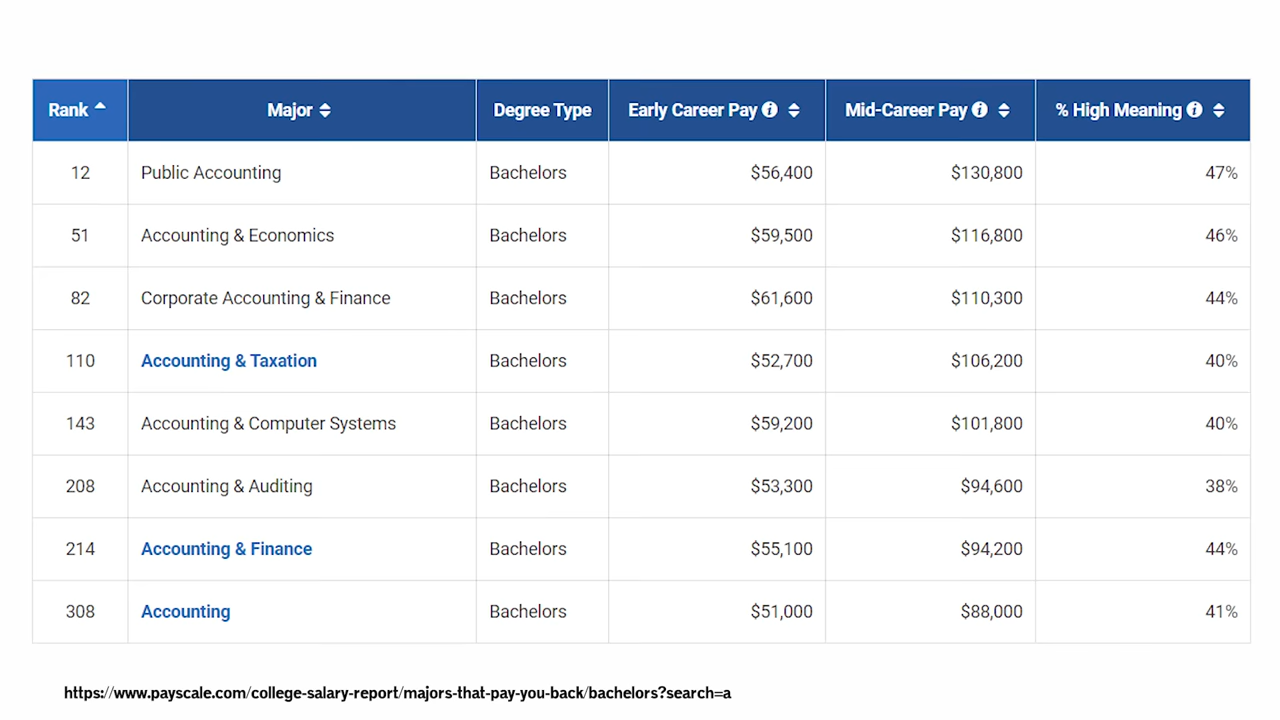 Rank Major Degree Type Early Career Pay Mid-Career Pay % High Meaning
12 Public Accounting Bachelors $56,400 $130,800 47%
51 Accounting & Economics Bachelors $59,500 $116,800 46%
82 Corporate Accounting & Finance Bachelors $61,600 $110,300 44%
110 Accounting & Taxation Bachelors $52,700 $106,200 40%
143 Accounting & Computer Systems Bachelors $59,200 $101,800 40%
208 Accounting & Auditing Bachelors $53,300 $94,600 38%
214 Accounting & Finance Bachelors $55,100 $94,200 44%
308 Accounting Bachelors $51,000 $88,000 41%
https://www.payscale.com/college-salary-report/majors-that-pay-you-back/bachelors?search=a